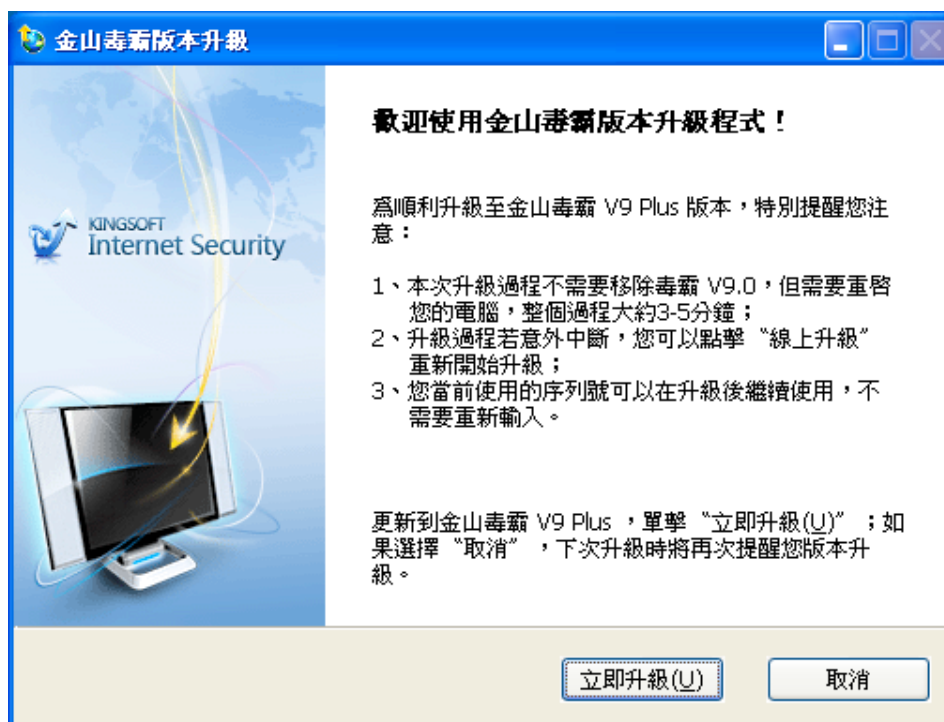 金山毒霸版本升級
歡迎使用金山毒霸版本升級程式！
KINGSOFT
Internet Security
為順利升級至金山毒霸 V9 Plus 版本，特別提醒您注
意：
1、本次升級過程不需要移除毒霸 V9.0，但需要重啓
您的電腦，整個過程大約3-5分鐘；
2、升級過程若意外中斷，您可以點擊“線上升級”
重新開始升級；
3、您當前使用的序列號可以在升級後繼續使用，不
需要重新輸入。
更新到金山毒霸 V9 Plus ，單擊“立即升級(U)”；如
果選擇“取消”，下次升級時將再次提醒您版本升
級。
立即升級(U)
取消